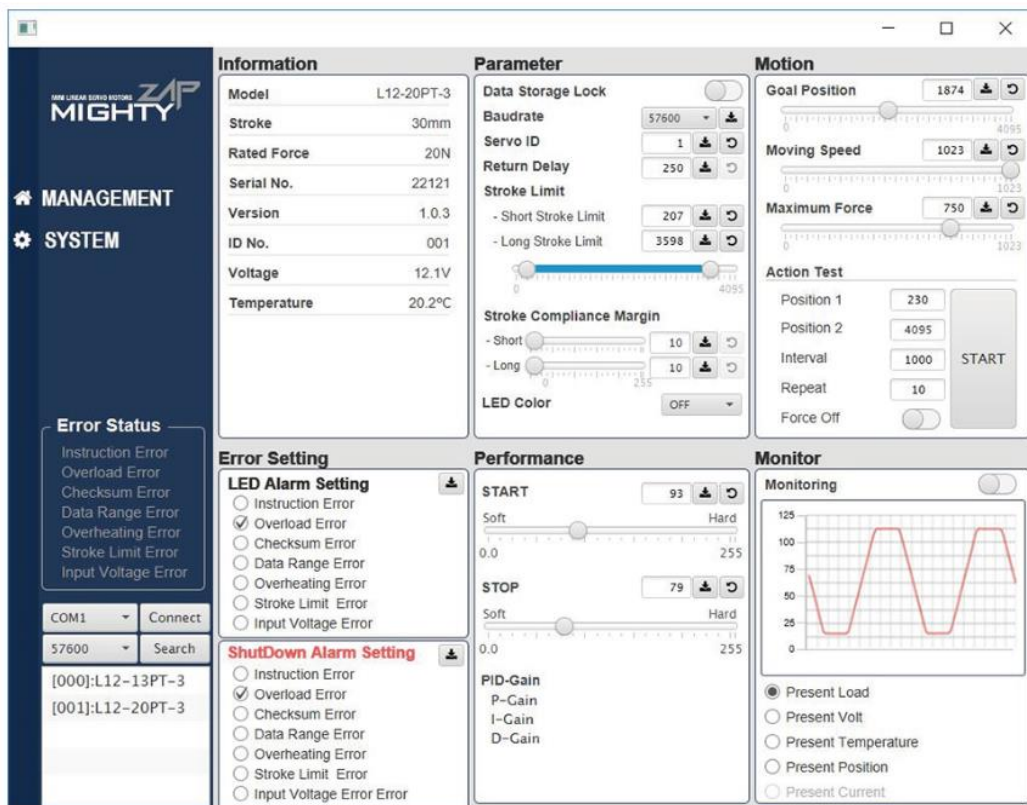 MINI LINEAR SERVO MOTORS
MIGHTY ZAP
MANAGEMENT
SYSTEM
Error Status
Instruction Error
Overload Error
Checksum Error
Data Range Error
Overheating Error
Stroke Limit Error
Input Voltage Error
COM1 Connect
57600 Search
[000]:L12-13PT-3
[001]:L12-20PT-3
Information
Model L12-20PT-3
Stroke 30mm
Rated Force 20N
Serial No. 22121
Version 1.0.3
ID No. 001
Voltage 12.1V
Temperature 20.2ºC
Parameter
Data Storage Lock
Baudrate 57600
Servo ID 1
Return Delay 250
Stroke Limit
- Short Stroke Limit 207
- Long Stroke Limit 3598
0 4095
Stroke Compliance Margin
- Short 10
- Long 10
0 255
LED Color OFF
Motion
Goal Position 1874
0 4095
Moving Speed 1023
0 1023
Maximum Force 750
0 1023
Action Test
Position 1 230
Position 2 4095
Interval 1000
Repeat 10
Force Off
START
Error Setting
LED Alarm Setting
Instruction Error
Overload Error
Checksum Error
Data Range Error
Overheating Error
Stroke Limit Error
Input Voltage Error
ShutDown Alarm Setting
Instruction Error
Overload Error
Checksum Error
Data Range Error
Overheating Error
Stroke Limit Error
Input Voltage Error Error
Performance
START 93
Soft Hard
0.0 255
STOP 79
Soft Hard
0.0 255
PID-Gain
P-Gain
I-Gain
D-Gain
Monitor
Monitoring
125
100
75
50
25
0
Present Load
Present Volt
Present Temperature
Present Position
Present Current